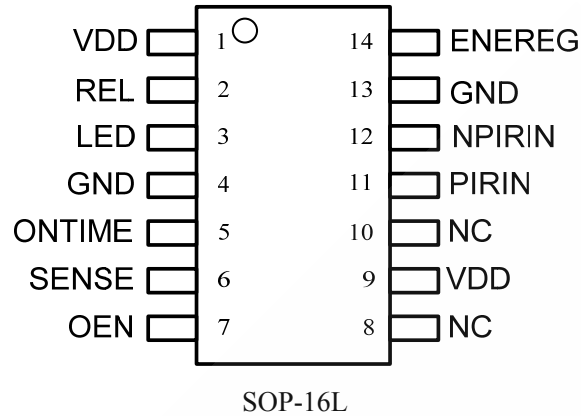 VDD 1 14 ENEREG
REL 2 13 GND
LED 3 12 NPIRIN
GND 4 11 PIRIN
ONTIME 5 10 NC
SENSE 6 9 VDD
OEN 7 8 NC
SOP-16L